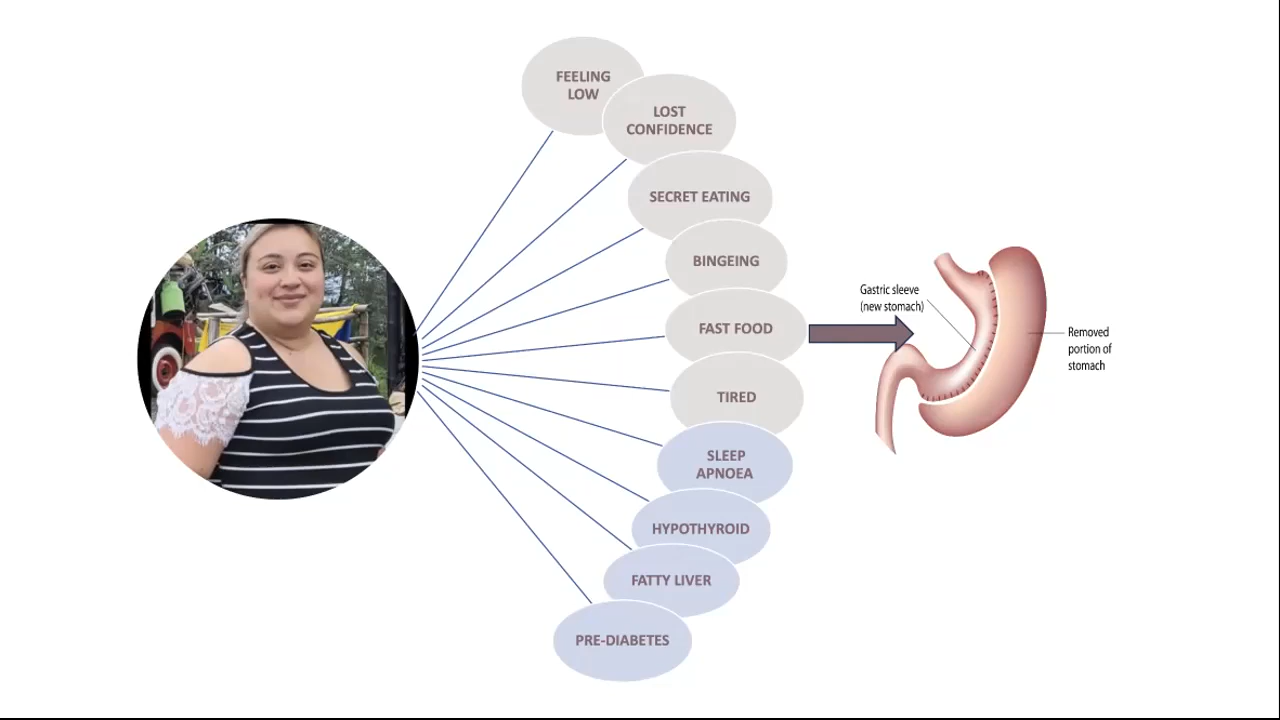 FEELING
LOW
LOST
CONFIDENCE
SECRET EATING
BINGEING
FAST FOOD
TIRED
SLEEP
APNOEA
HYPOTHYROID
FATTY LIVER
PRE-DIABETES
Gastric sleeve
(new stomach)
Removed
portion of
stomach